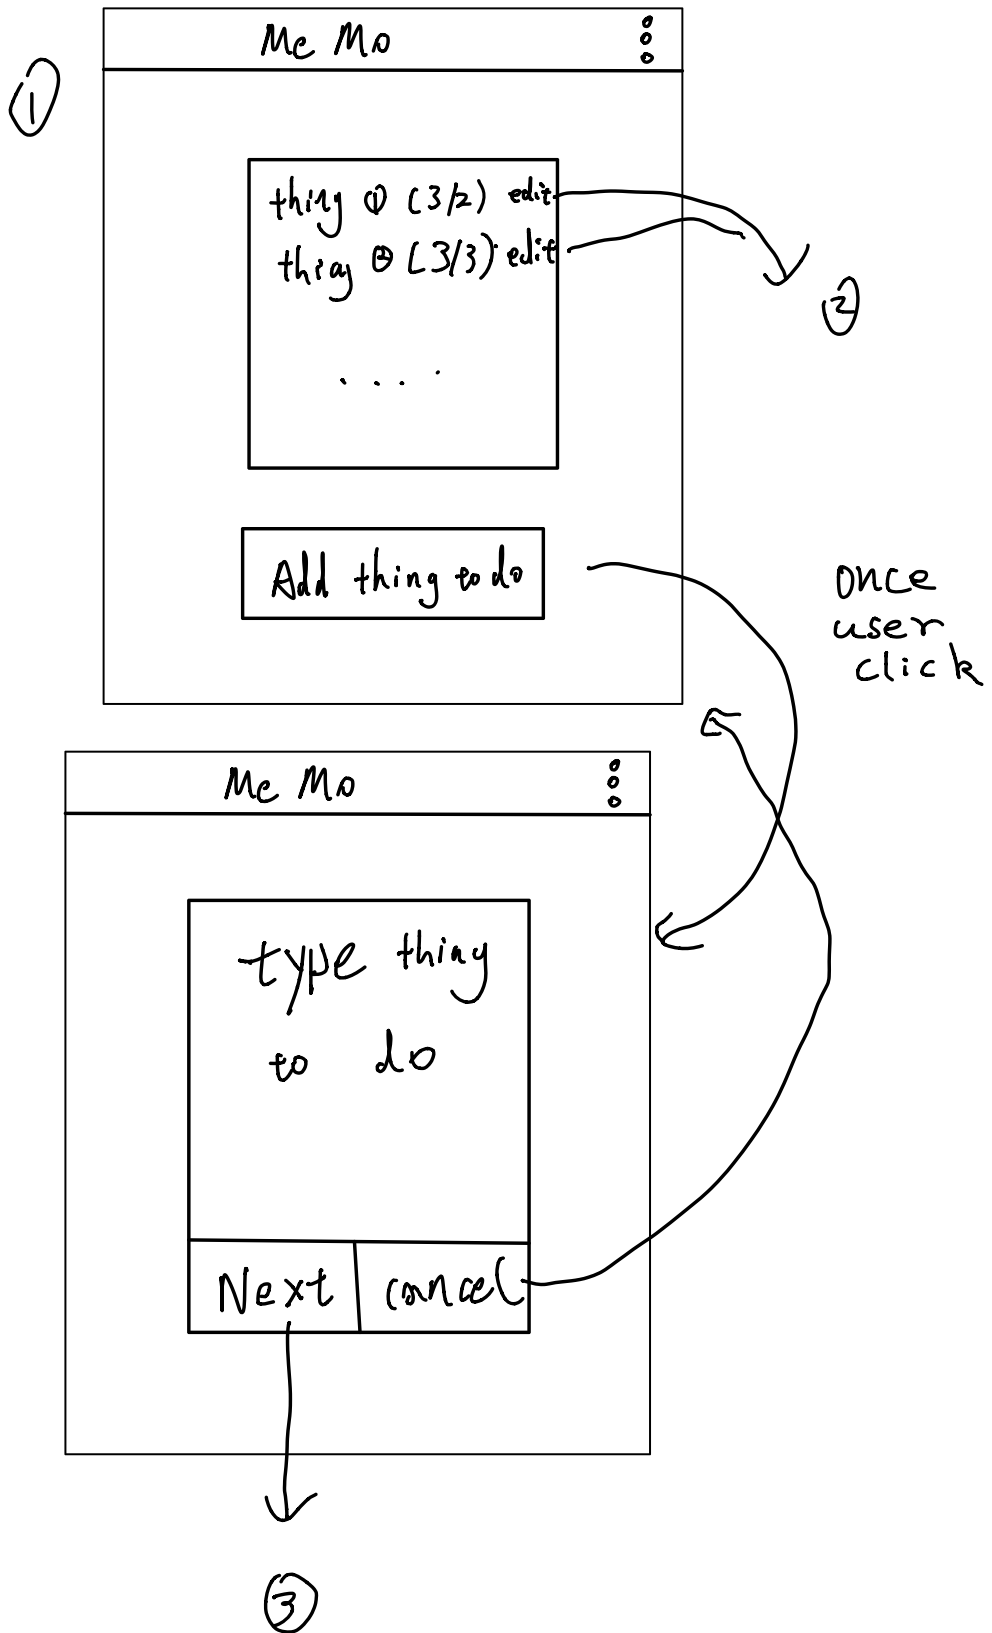 ①
Me Mo
thing ① (3/2) edit
thing ② (3/3) edit
. . . .
②
Add thing to do
once
user
click
Me Mo
type thing
to do
Next
cancel
③